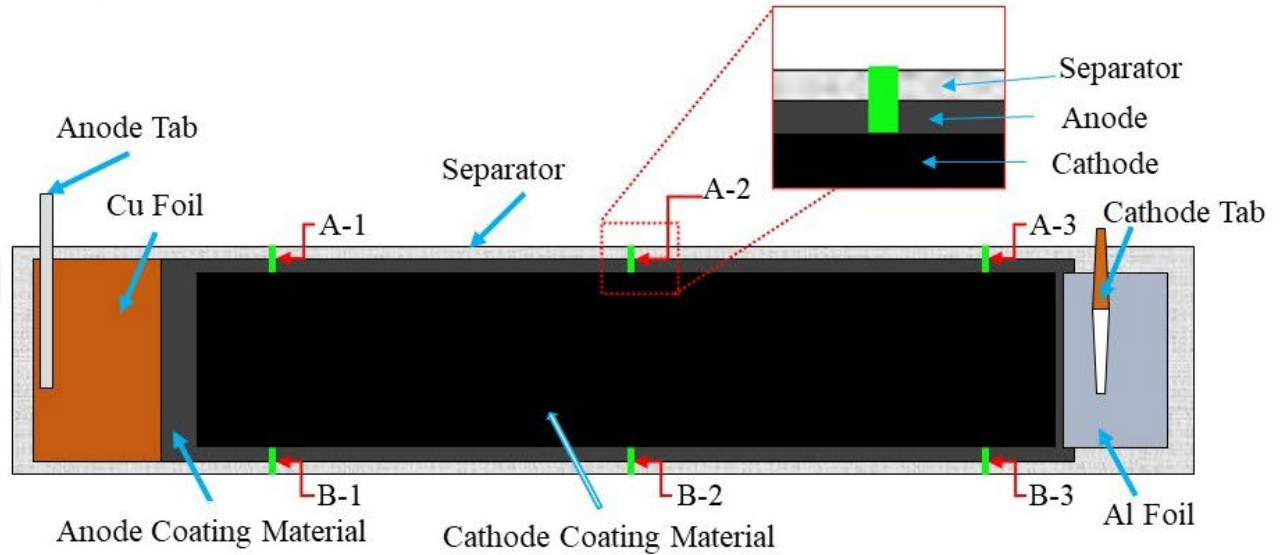 Separator
Anode
Cathode
Anode Tab
Cu Foil
Separator
A-1
A-2
A-3
Cathode Tab
B-1
B-2
B-3
Anode Coating Material
Cathode Coating Material
Al Foil